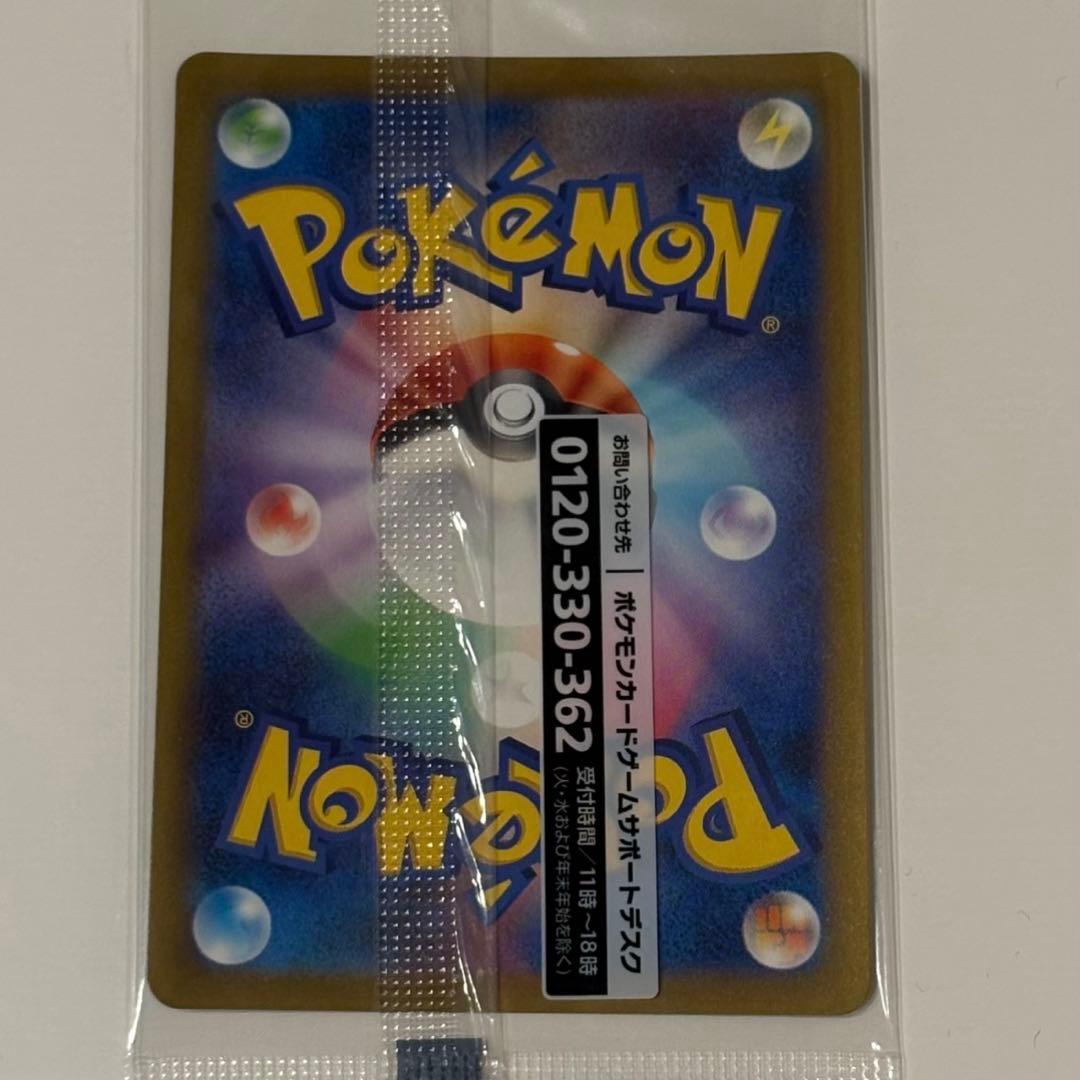 POKéMON
®
お問い合わせ先 | ポケモンカードゲームサポートデスク
0120-330-362 受付時間／11時～18時
(火・水および年末年始を除く)
®
POKéMON